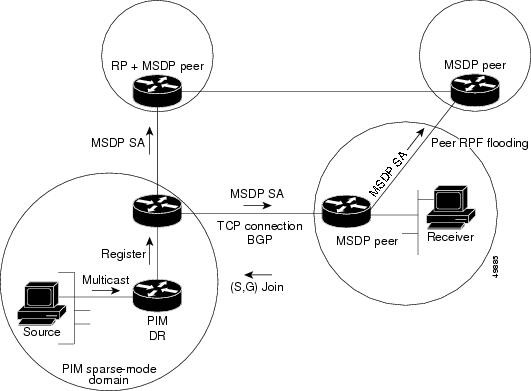 RP + MSDP peer
MSDP peer
MSDP SA
Peer RPF flooding
MSDP SA
MSDP SA
TCP connection
BGP
MSDP peer
Receiver
Register
Multicast
(S,G) Join
49885
Source
PIM
DR
PIM sparse-mode
domain